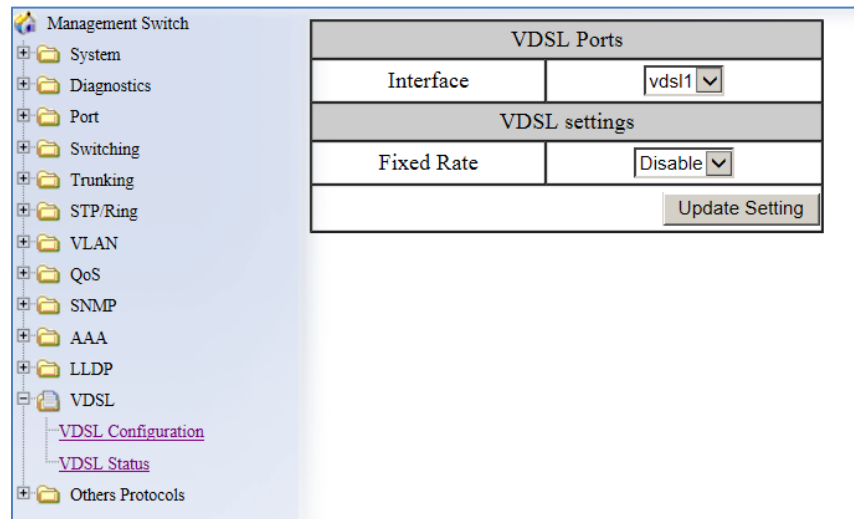 Management Switch
System
Diagnostics
Port
Switching
Trunking
STP/Ring
VLAN
QoS
SNMP
AAA
LLDP
VDSL
VDSL Configuration
VDSL Status
Others Protocols
VDSL Ports
Interface vdsl1
VDSL settings
Fixed Rate Disable
Update Setting